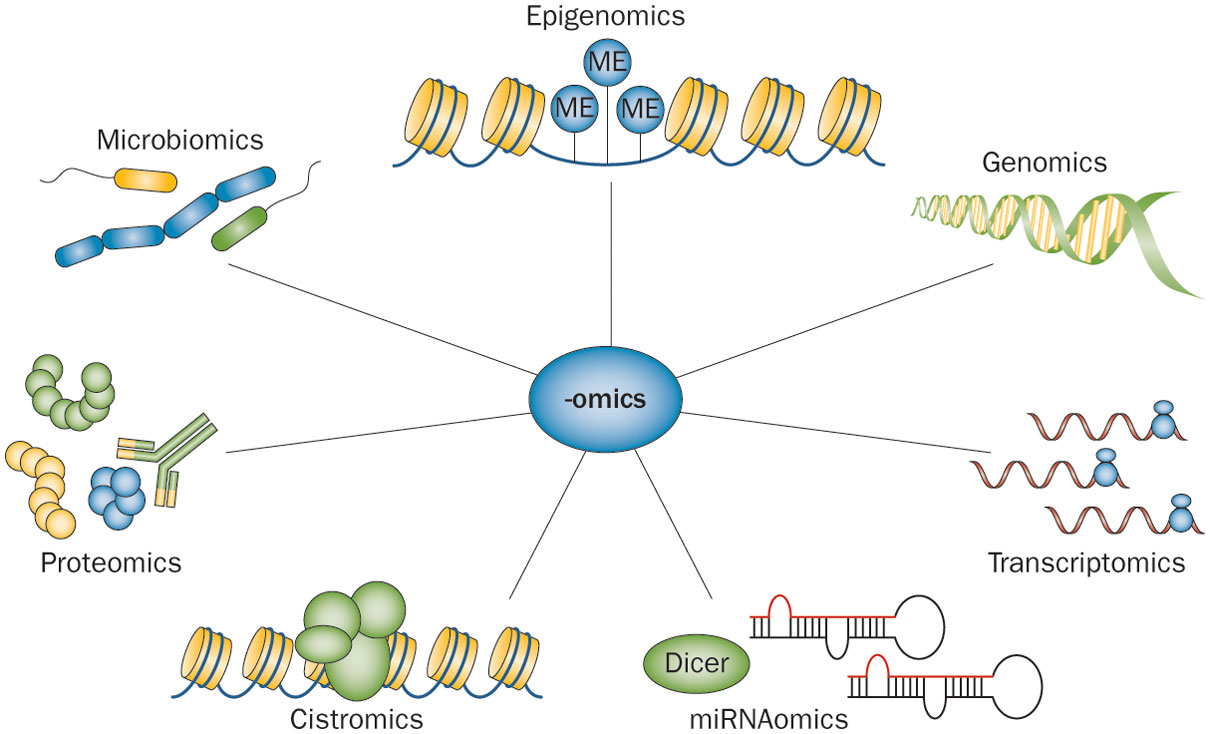 Epigenomics
ME
ME
ME
Microbiomics
Genomics
-omics
Proteomics
Transcriptomics
Dicer
Cistromics
miRNAomics